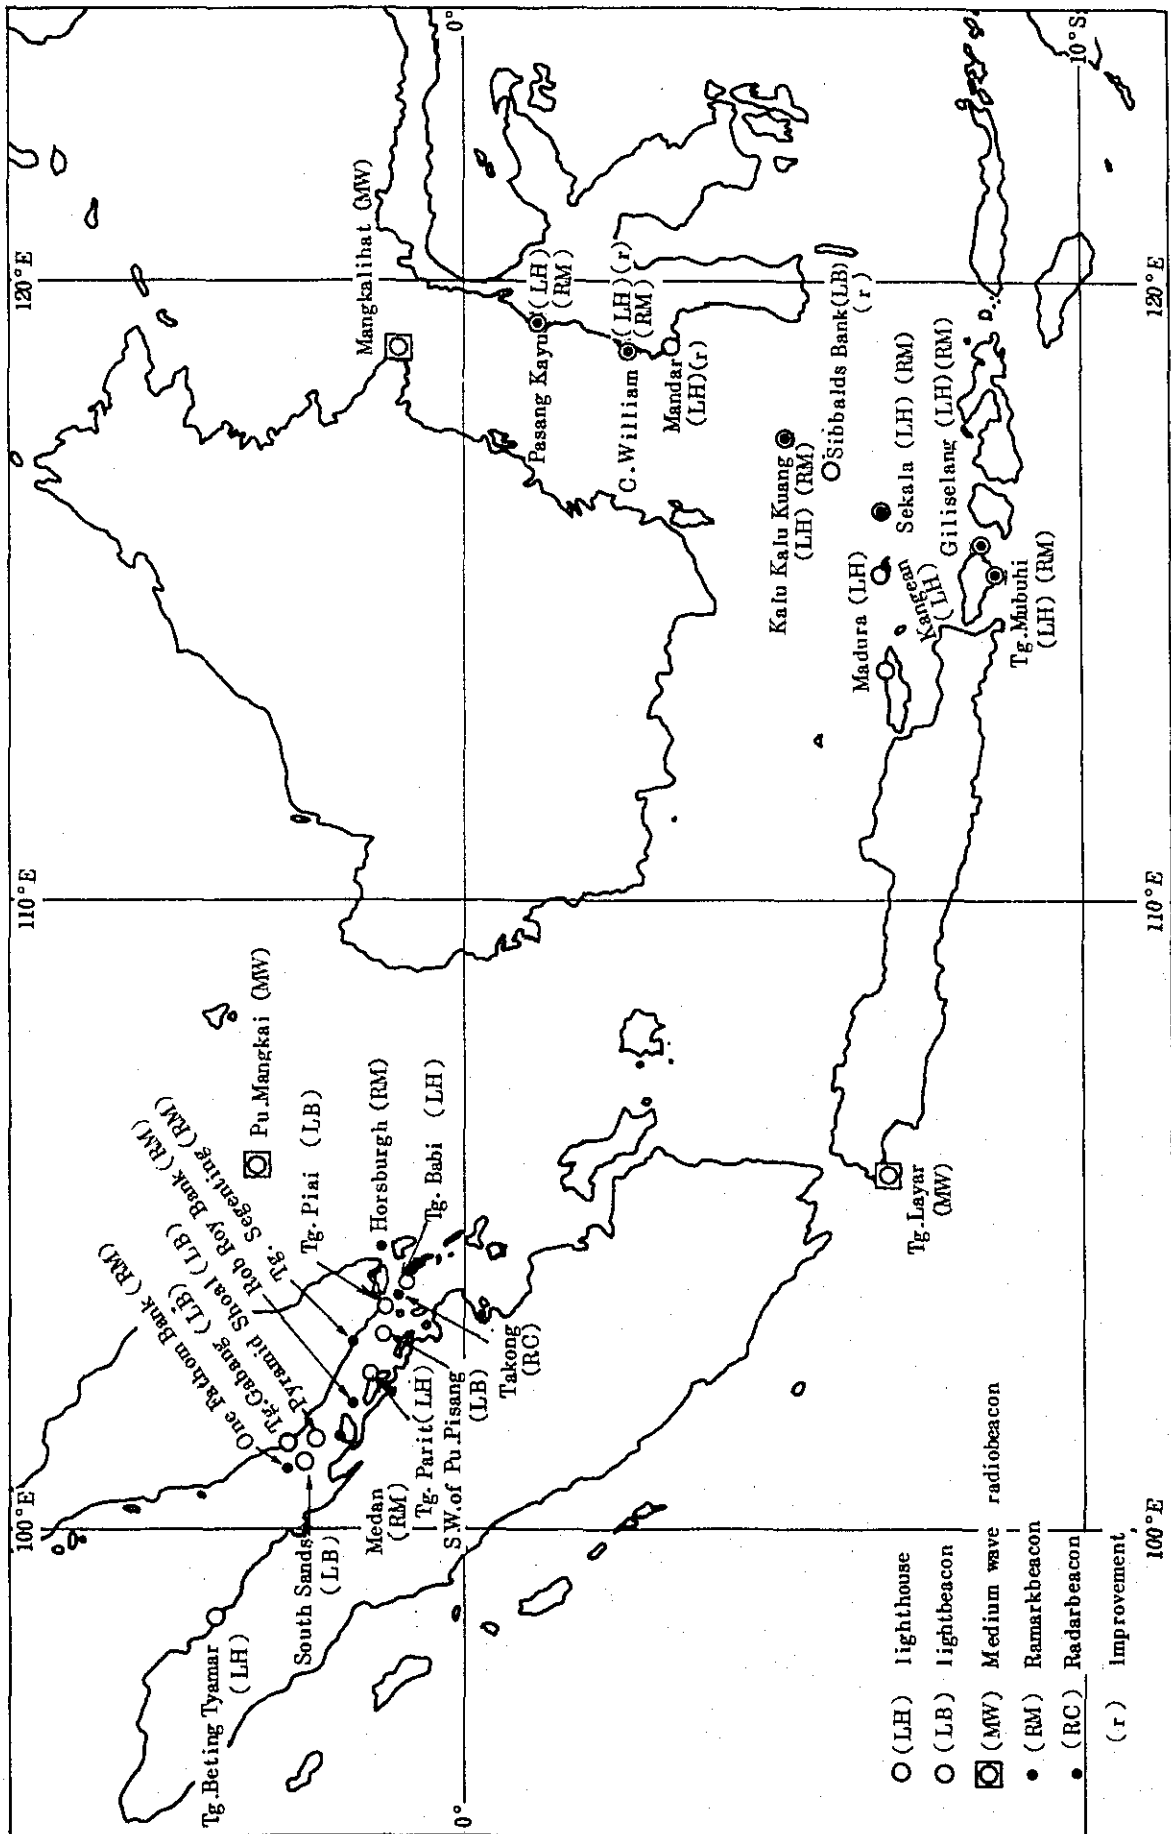 100°E
110°E
120°E
0°
0°
10°S
100°E
110°E
120°E
Tg.Beting Tyamar
(LH)
South Sands
(LB)
One Pathom Bank (RM)
Tg.Gabang (LB)
Pyramid Shoal (LB)
Rob Roy Bank (RM)
Tg. Segenting (RM)
Pu.Mangkai (MW)
Tg. Piai (LB)
Horsburgh (RM)
Tg. Babi (LH)
Medan
(RM)
Tg. Parit(LH)
S.W.of Pu.Pisang
(LB)
Takong
(RC)
Tg.Layar
(MW)
Mangkalihat (MW)
Pasang Kayu
(LH)
(RM)
C.William
(LH)(r)
(RM)
Mandar
(LH)(r)
Kalu Kalu Kuang
(LH) (RM)
Sibbalds Bank(LB)
(r)
Madura (LH)
Kangean
(LH)
Sekala (LH) (RM)
Giliselang (LH)(RM)
Tg.Mubuhi
(LH) (RM)
(LH) lighthouse
(LB) lightbeacon
(MW) Medium wave radiobeacon
(RM) Ramarkbeacon
(RC) Radarbeacon
(r) Improvement